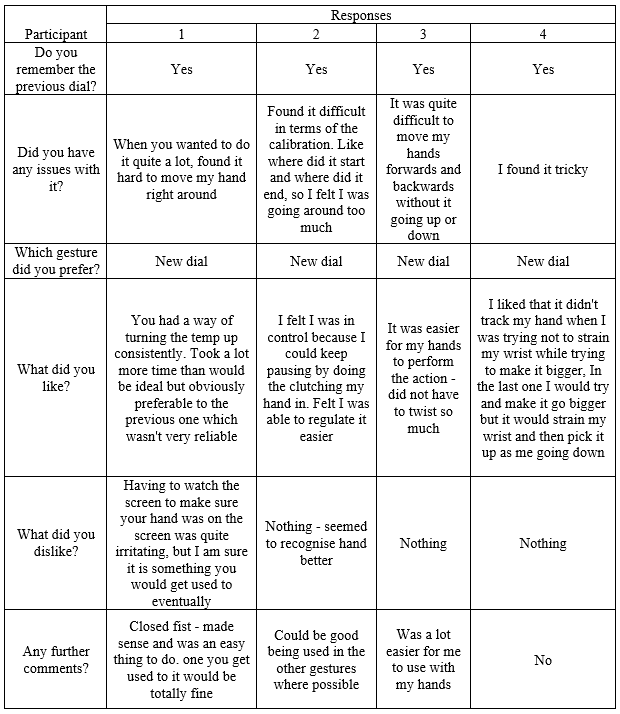 Responses
Participant
1
2
3
4
Do you
remember the
previous dial?
Yes
Yes
Yes
Yes
Did you have
any issues with
it?
When you wanted to do
it quite a lot, found it
hard to move my hand
right around
Found it difficult
in terms of the
calibration. Like
where did it start
and where did it
end, so I felt I was
going around too
much
It was quite
difficult to
move my
hands
forwards and
backwards
without it
going up or
down
I found it tricky
Which gesture
did you prefer?
New dial
New dial
New dial
New dial
What did you
like?
You had a way of
turning the temp up
consistently. Took a lot
more time than would
be ideal but obviously
preferable to the
previous one which
wasn't very reliable
I felt I was in
control because I
could keep
pausing by doing
the clutching my
hand in. Felt I was
able to regulate it
easier
It was easier
for my hands
to perform
the action -
did not have
to twist so
much
I liked that it didn't
track my hand when I
was trying not to strain
my wrist while trying
to make it bigger, In
the last one I would try
and make it go bigger
but it would strain my
wrist and then pick it
up as me going down
What did you
dislike?
Having to watch the
screen to make sure
your hand was on the
screen was quite
irritating, but I am sure
it is something you
would get used to
eventually
Nothing - seemed
to recognise hand
better
Nothing
Nothing
Any further
comments?
Closed fist - made
sense and was an easy
thing to do. one you get
used to it would be
totally fine
Could be good
being used in the
other gestures
where possible
Was a lot
easier for me
to use with
my hands
No